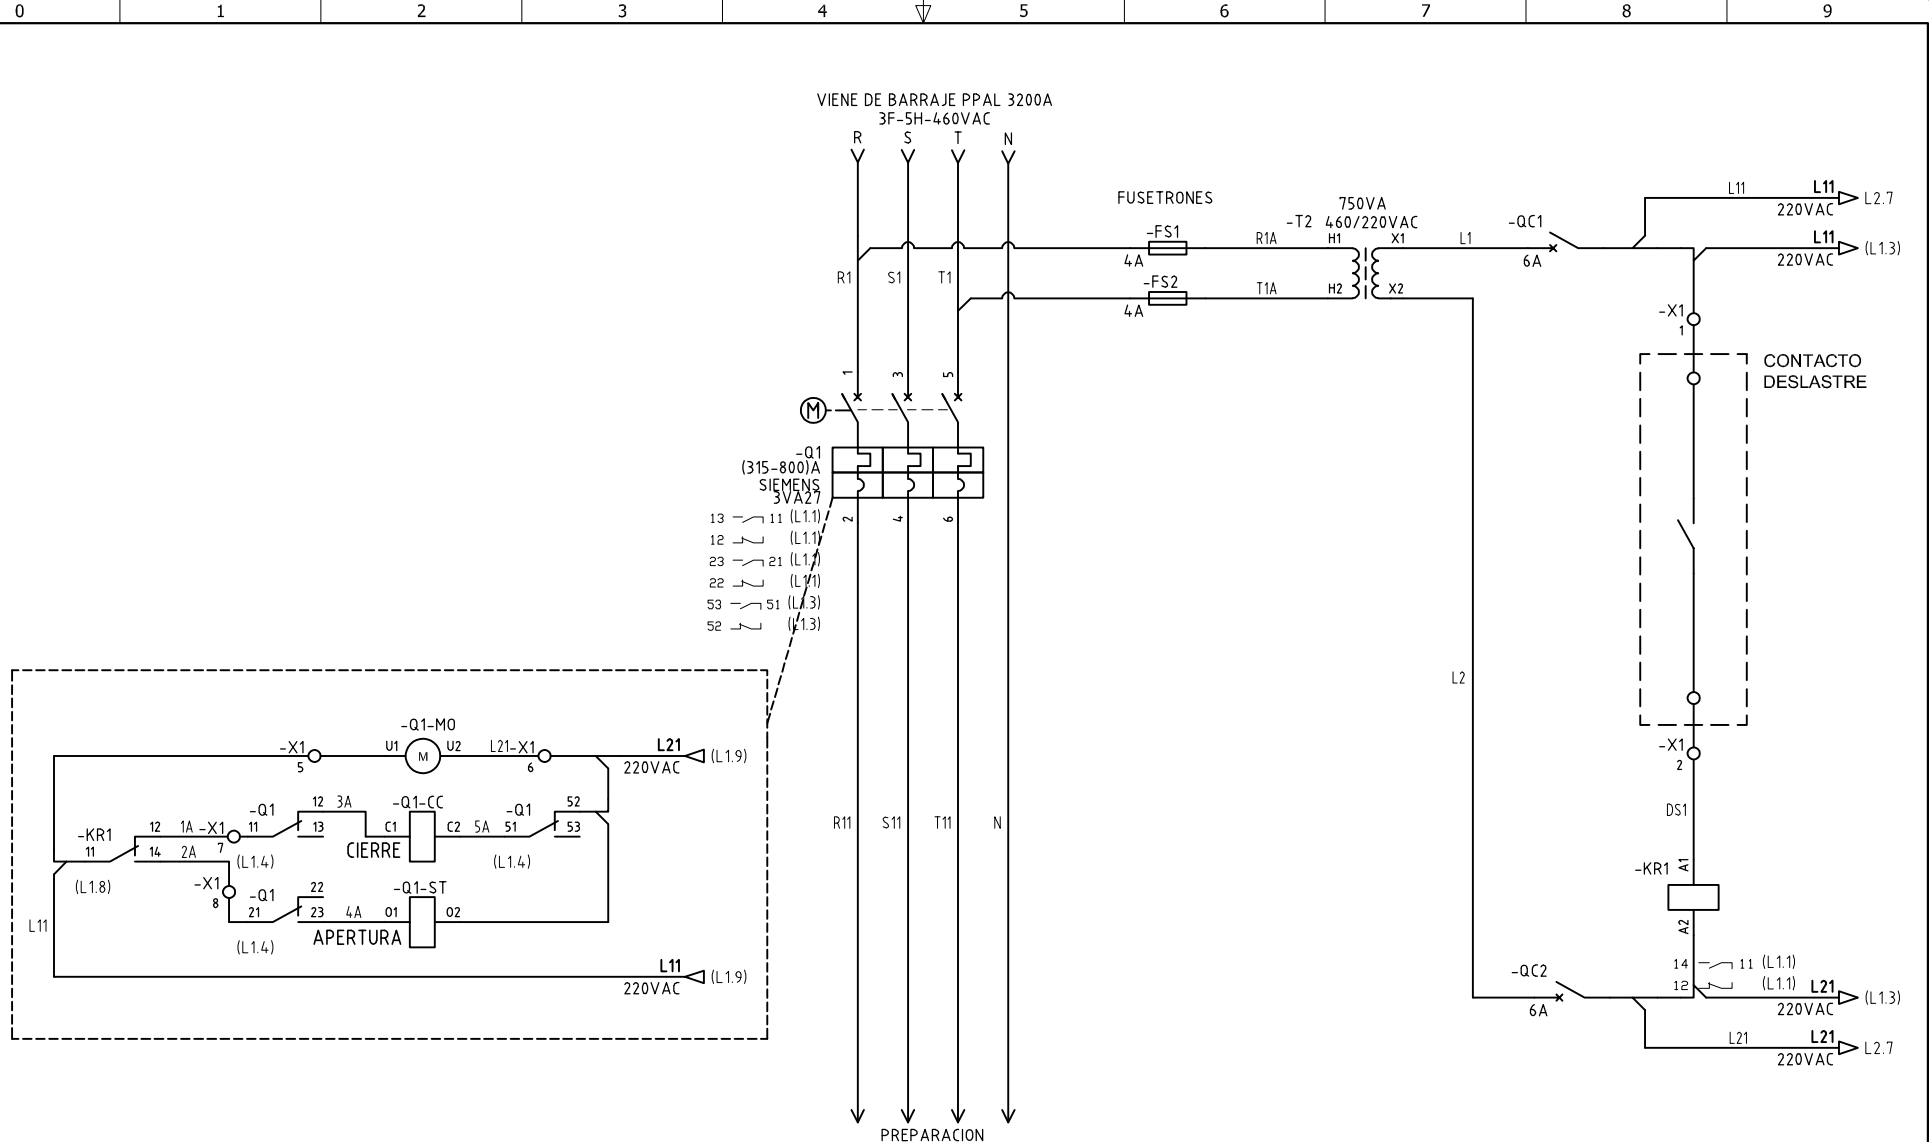 0 1 2 3 4 5 6 7 8 9
VIENE DE BARRAJE PPAL 3200A
3F-5H-460VAC
R S T N
FUSETRONES
750VA
-T2 460/220VAC
-FS1
4A
R1A
H1 X1
L1
-QC1
6A
L11 L11 L2.7
220VAC
L11 (L1.3)
220VAC
R1 S1 T1
-FS2
4A
T1A
H2 X2
-X1
1
CONTACTO
DESLASTRE
1 3 5
M
-Q1
(315-800)A
SIEMENS
3VA27
2 4 6
13 11 (L1.1)
12 (L1.1)
23 21 (L1.1)
22 (L1.1)
53 51 (L1.3)
52 (L1.3)
L2
-X1
2
DS1
-KR1
A1
A2
14 11 (L1.1)
12 (L1.1)
-QC2
6A
L21 (L1.3)
220VAC
L21 L21 L2.7
220VAC
-Q1-MO
-X1
5
U1 M U2
L21 -X1
6
L21 (L1.9)
220VAC
-KR1
11
12
14
(L1.8)
1A
2A
-X1
7
-Q1
11
12
13
(L1.4)
3A
-Q1-CC
C1 C2
CIERRE
5A
-Q1
51
52
53
(L1.4)
-X1
8
-Q1
21
22
23
(L1.4)
4A
-Q1-ST
O1 O2
APERTURA
L11
L11 (L1.9)
220VAC
R11 S11 T11 N
PREPARACION